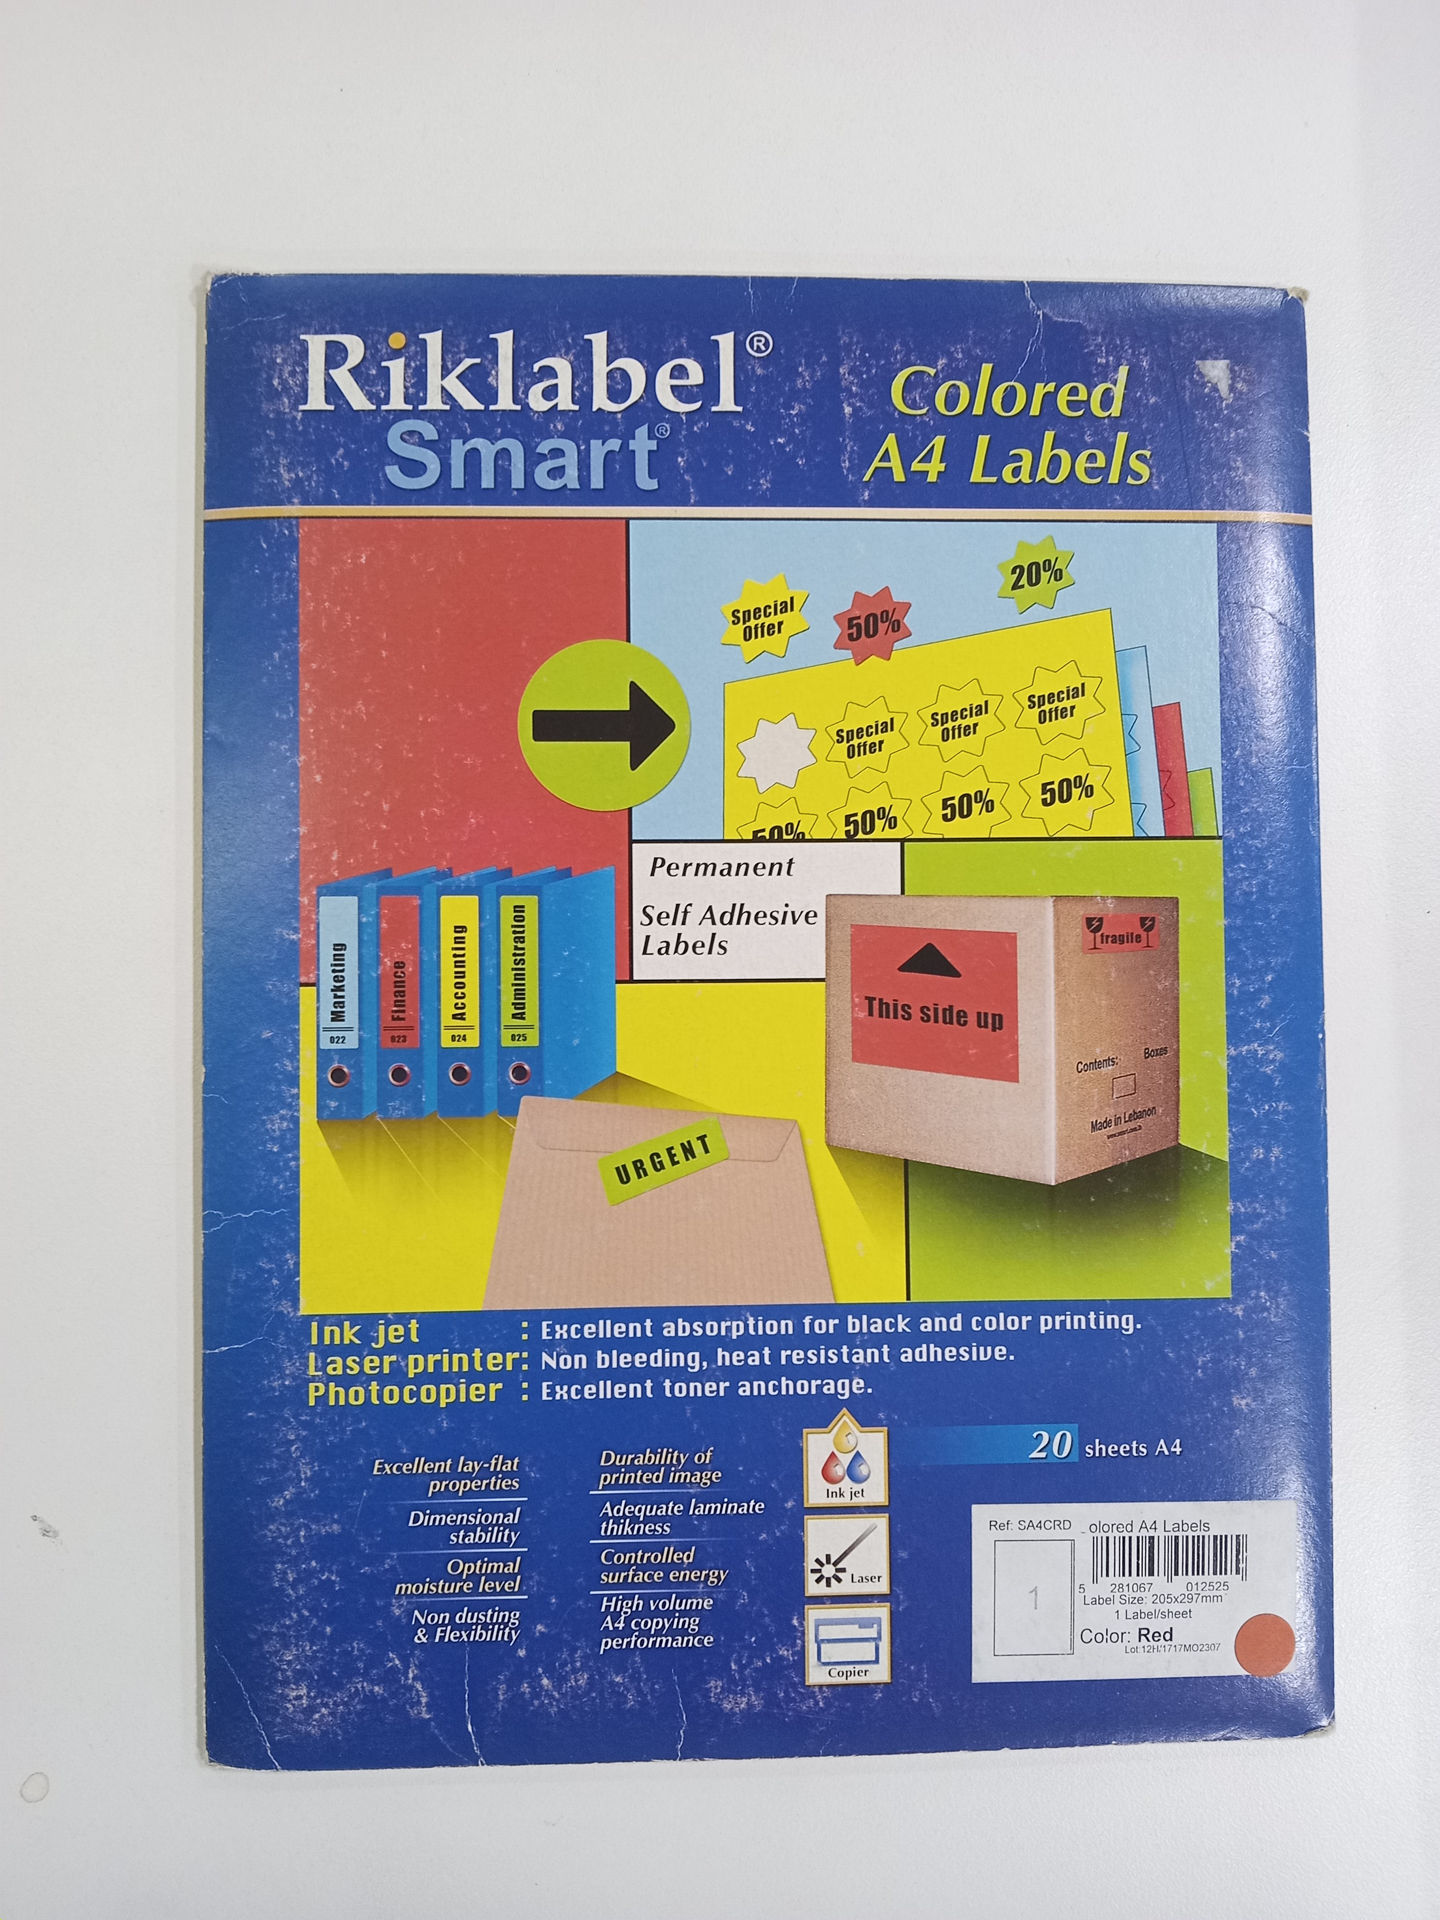 Riklabel®
Smart®
Colored
A4 Labels
Special
Offer
50%
20%
Special
Offer
Special
Offer
Special
Offer
50%
50%
50%
50%
Permanent
Self Adhesive
Labels
Marketing
022
Finance
023
Accounting
024
Administration
025
This side up
fragile
Contents: Boxes
Made in Lebanon
URGENT
Ink jet : Excellent absorption for black and color printing.
Laser printer: Non bleeding, heat resistant adhesive.
Photocopier : Excellent toner anchorage.
Excellent lay-flat
properties
Dimensional
stability
Optimal
moisture level
Non dusting
& Flexibility
Durability of
printed image
Adequate laminate
thikness
Controlled
surface energy
High volume
A4 copying
performance
Ink jet
Laser
Copier
20 sheets A4
Ref: SA4CRD olored A4 Labels
1
5 281067 012525
Label Size: 205x297mm
1 Label/sheet
Color: Red
Lot:12H/1717MO2307